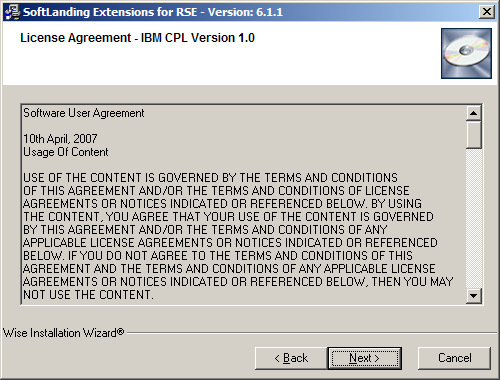 SoftLanding Extensions for RSE - Version: 6.1.1
License Agreement - IBM CPL Version 1.0
Software User Agreement
10th April, 2007
Usage Of Content
USE OF THE CONTENT IS GOVERNED BY THE TERMS AND CONDITIONS
OF THIS AGREEMENT AND/OR THE TERMS AND CONDITIONS OF LICENSE
AGREEMENTS OR NOTICES INDICATED OR REFERENCED BELOW. BY USING
THE CONTENT, YOU AGREE THAT YOUR USE OF THE CONTENT IS GOVERNED
BY THIS AGREEMENT AND/OR THE TERMS AND CONDITIONS OF ANY
APPLICABLE LICENSE AGREEMENTS OR NOTICES INDICATED OR REFERENCED
BELOW. IF YOU DO NOT AGREE TO THE TERMS AND CONDITIONS OF THIS
AGREEMENT AND THE TERMS AND CONDITIONS OF ANY APPLICABLE LICENSE
AGREEMENTS OR NOTICES INDICATED OR REFERENCED BELOW, THEN YOU MAY
NOT USE THE CONTENT.
Wise Installation Wizard®
< Back Next > Cancel